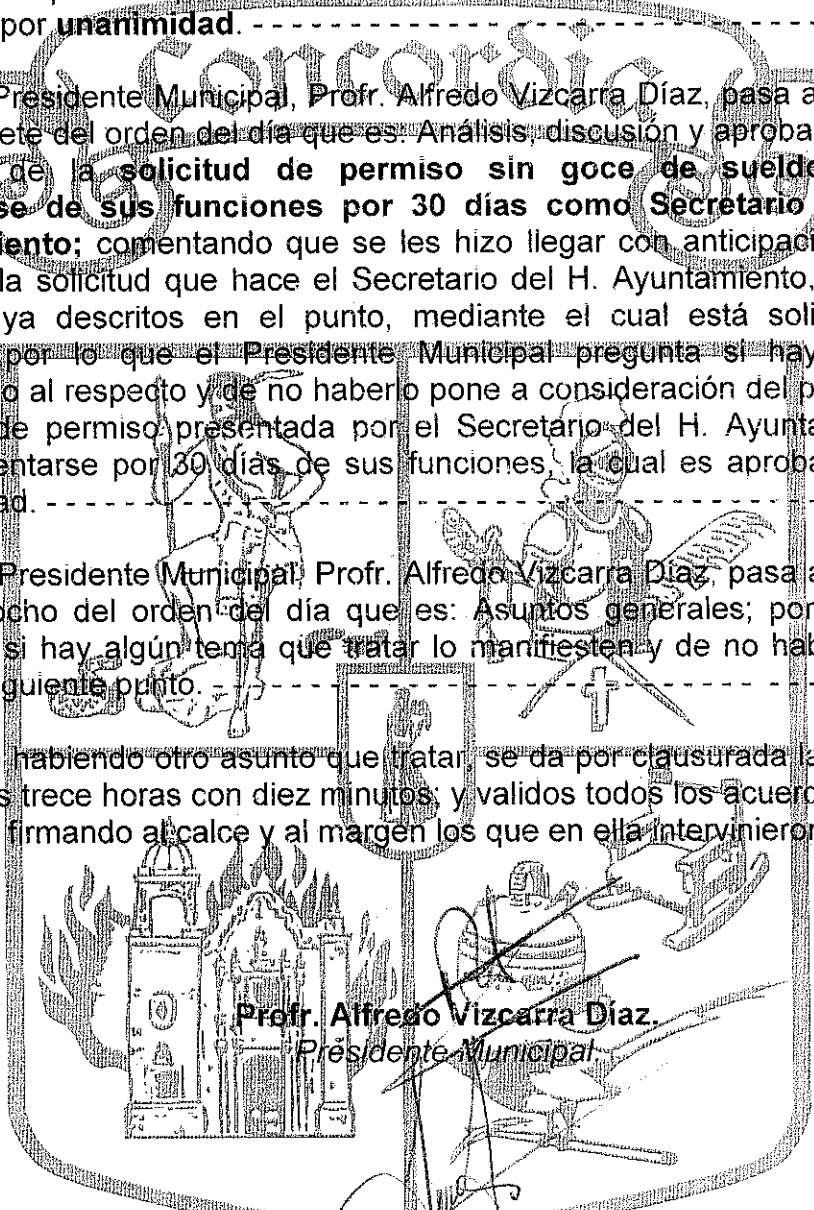 por unanimidad. - - - - - - - - - - - - - - - - - - - - - - - - - - - -
Concordia
Presidente Municipal, Profr. Alfredo Vizcarra Díaz, pasa a
ete del orden del día que es: Análisis, discusión y aproba
de la solicitud de permiso sin goce de sueld
se de sus funciones por 30 días como Secretario
iento; comentando que se les hizo llegar con anticipaci
la solicitud que hace el Secretario del H. Ayuntamiento,
ya descritos en el punto, mediante el cual está soli
por lo que el Presidente Municipal pregunta si hay
o al respecto y de no haberlo pone a consideración del p
de permiso presentada por el Secretario del H. Ayunta
entarse por 30 días de sus funciones, la cual es aproba
ad. - - - - - - - - - - - - - - - - - - - - - - - - - - - - - - - -
Presidente Municipal, Profr. Alfredo Vizcarra Díaz, pasa a
ocho del orden del día que es: Asuntos generales; por
si hay algún tema que tratar lo manifiesten y de no hab
guiente punto. - - - - - - - - - - - - - - - - - - - - - - - - - -
habiendo otro asunto que tratar, se da por clausurada la
s trece horas con diez minutos; y validos todos los acuerd
firmando al calce y al margen los que en ella intervinieron
Profr. Alfredo Vizcarra Díaz.
Presidente Municipal